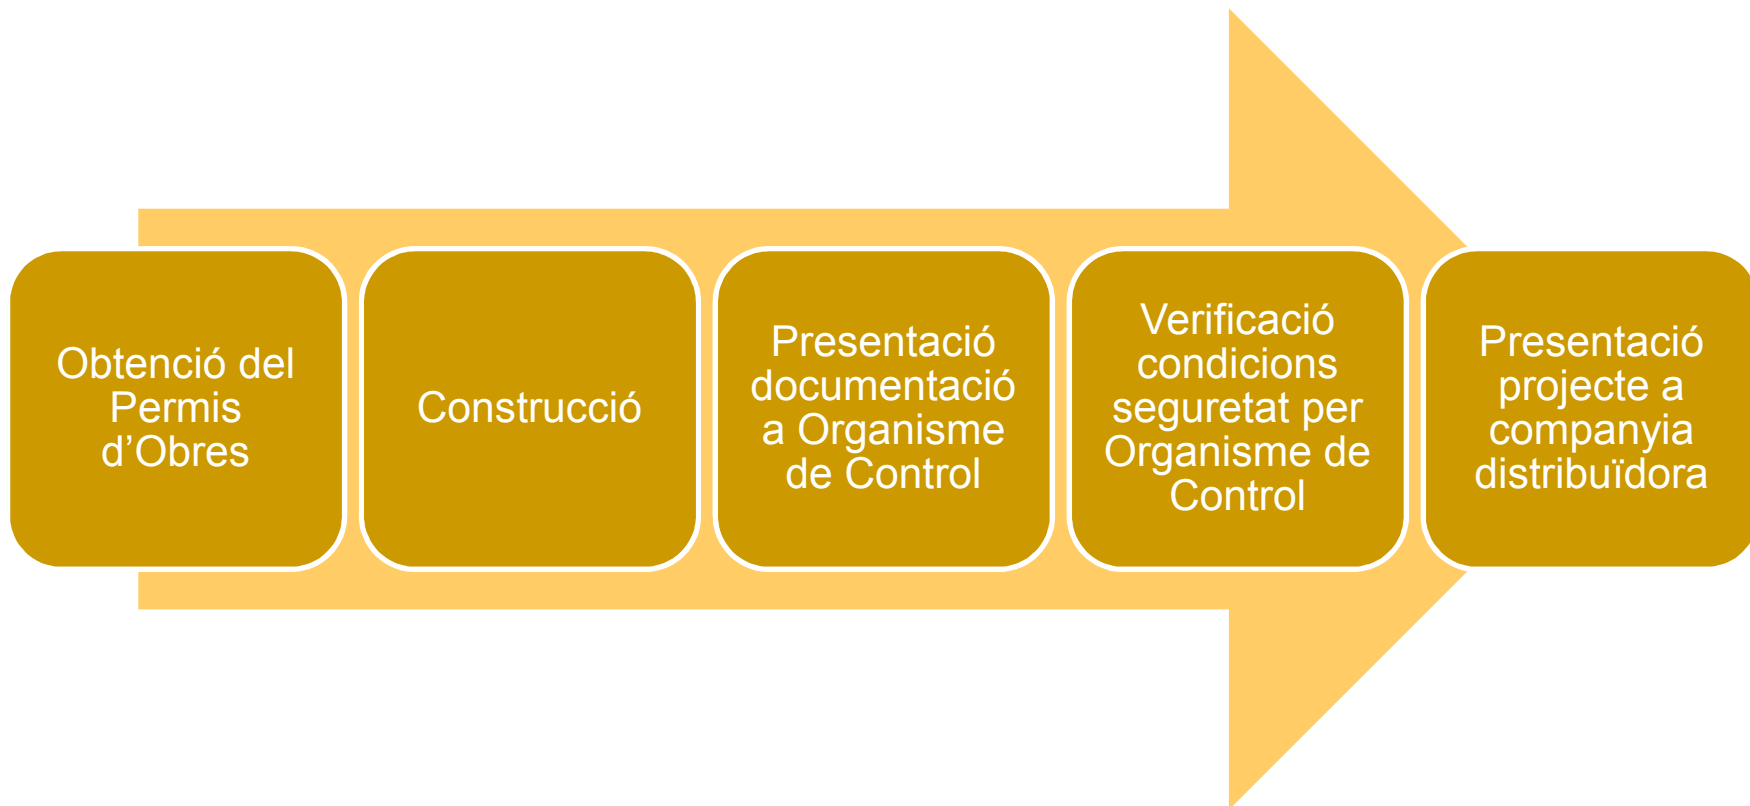 Obtenció del
Permis
d’Obres
Construcció
Presentació
documentació
a Organisme
de Control
Verificació
condicions
seguretat per
Organisme de
Control
Presentació
projecte a
companyia
distribuïdora